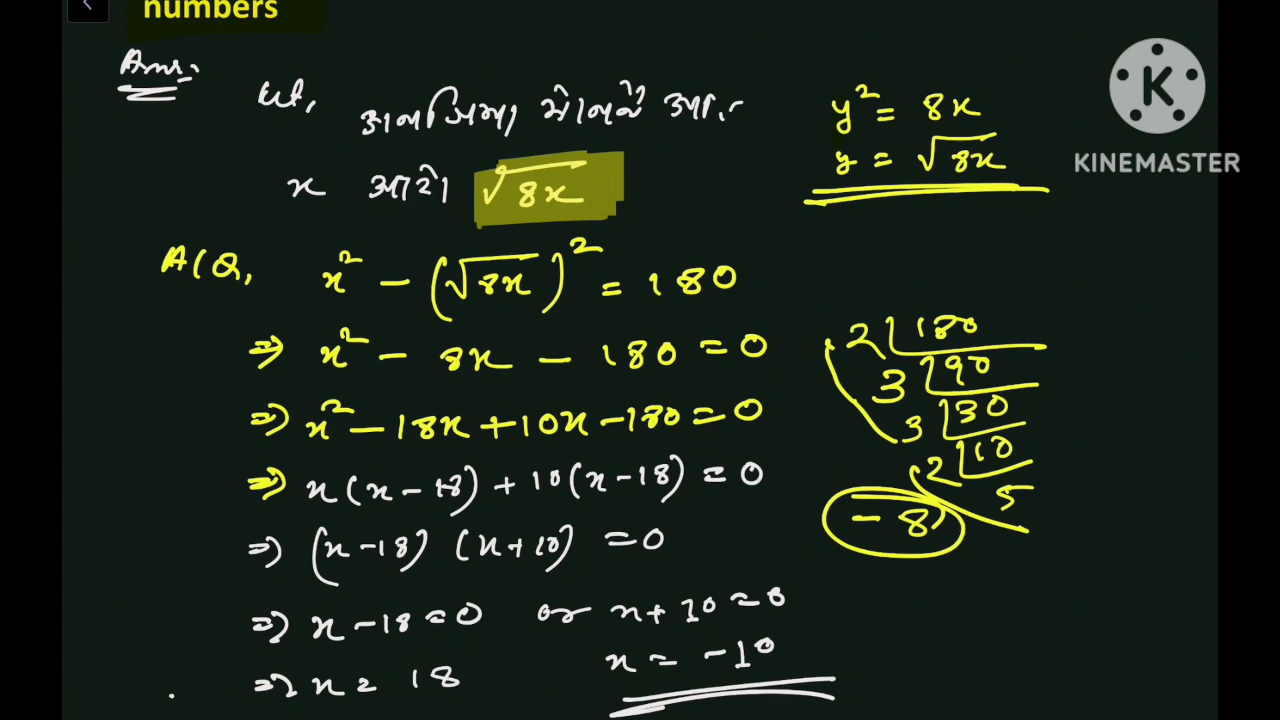 numbers
Ans:-
Let,
x √8x
y² = 8x
y = √8x
KINEMASTER
A/Q, x² - (√8x)² = 180
⇒ x² - 8x - 180 = 0
⇒ x² - 18x + 10x - 180 = 0
⇒ x(x - 18) + 10(x - 18) = 0
⇒ (x - 18) (x + 10) = 0
⇒ x - 18 = 0 or x + 10 = 0
⇒ x = 18 x = -10
2 180
3 90
3 30
2 10
5
- 8